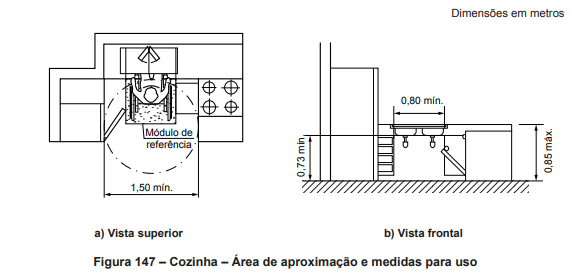 Dimensões em metros
0,80 mín.
Módulo de
referência
0,73 mín
0,85 máx.
1,50 mín.
a) Vista superior
b) Vista frontal
Figura 147 – Cozinha – Área de aproximação e medidas para uso